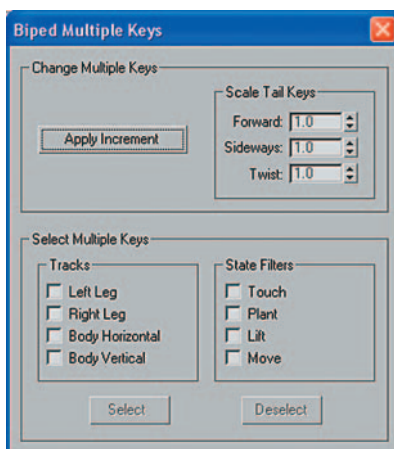 Biped Multiple Keys
Change Multiple Keys
Apply Increment
Scale Tail Keys
Forward: 1.0
Sideways: 1.0
Twist: 1.0
Select Multiple Keys
Tracks
Left Leg
Right Leg
Body Horizontal
Body Vertical
State Filters
Touch
Plant
Lift
Move
Select
Deselect